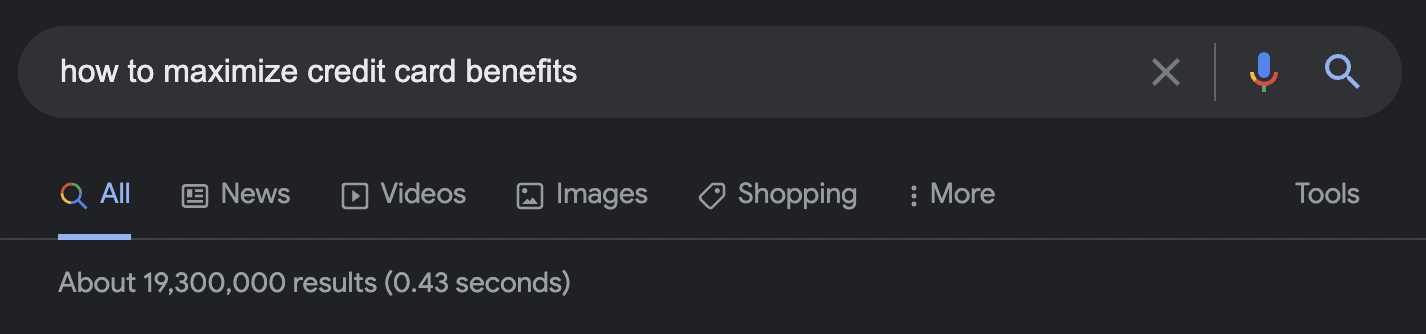 how to maximize credit card benefits
All News Videos Images Shopping More Tools
About 19,300,000 results (0.43 seconds)